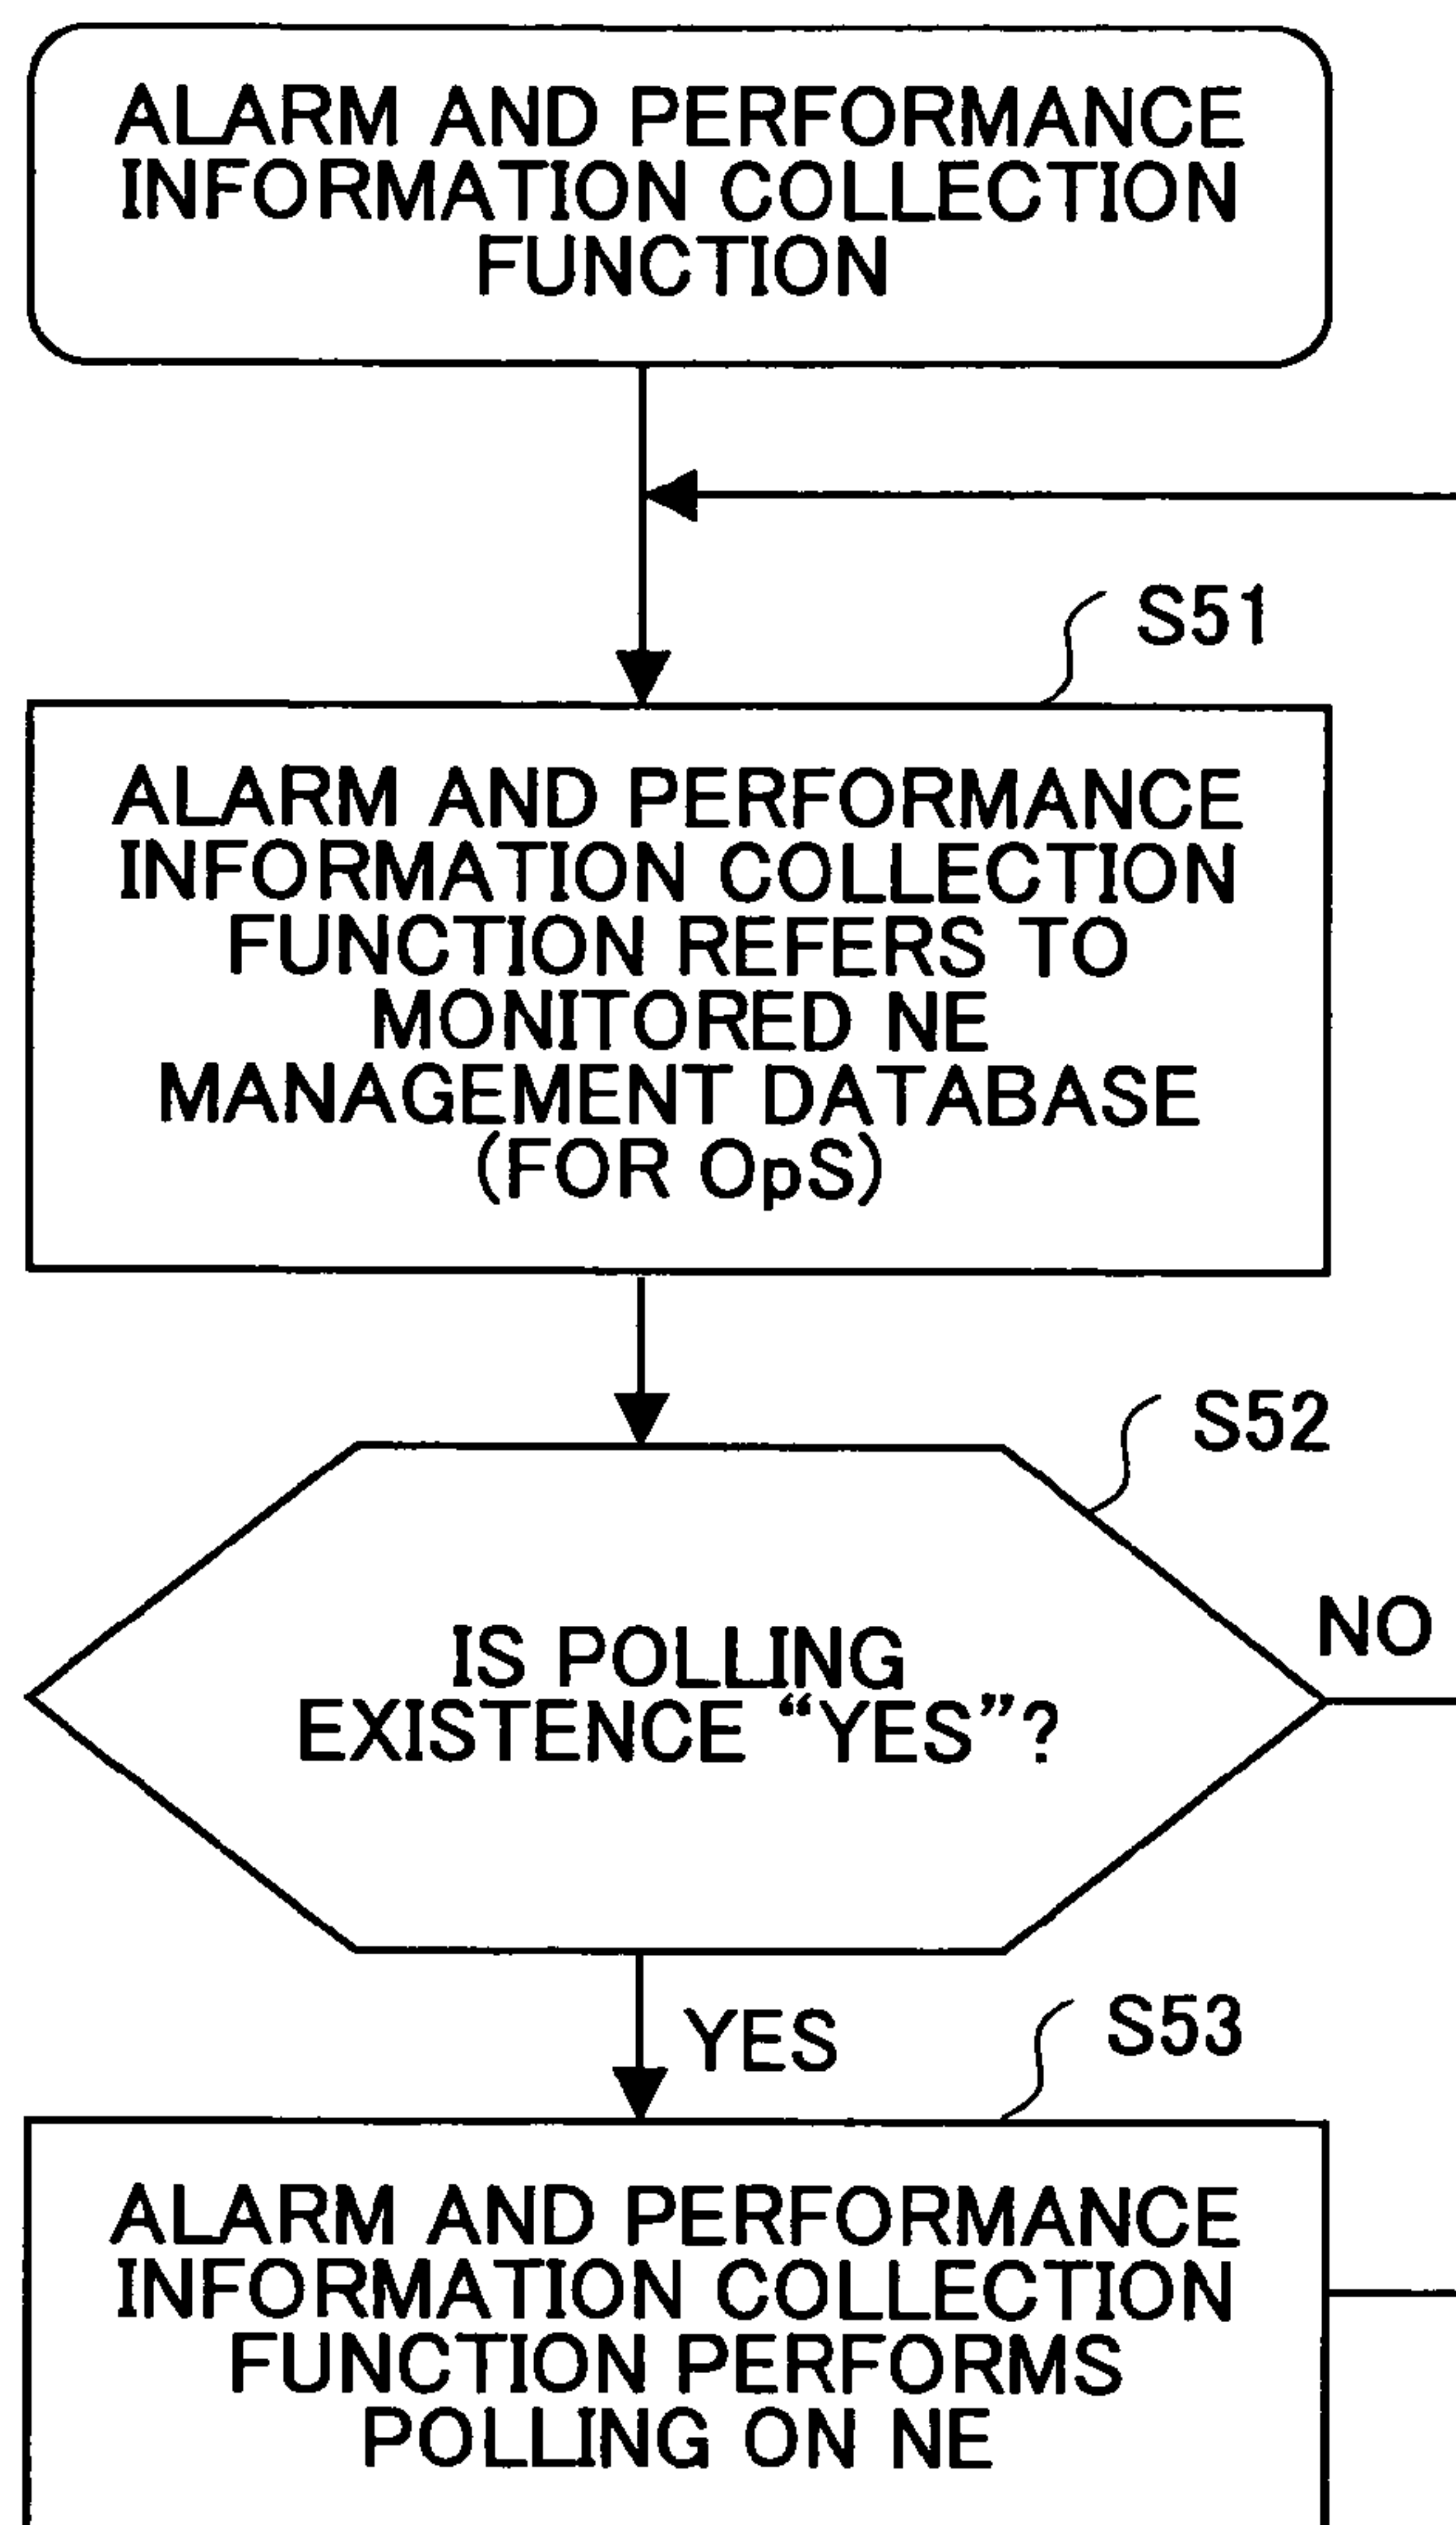 ALARM AND PERFORMANCE
INFORMATION COLLECTION
FUNCTION
S51
ALARM AND PERFORMANCE
INFORMATION COLLECTION
FUNCTION REFERS TO
MONITORED NE
MANAGEMENT DATABASE
(FOR OpS)
S52
NO
IS POLLING
EXISTENCE “YES”?
YES
S53
ALARM AND PERFORMANCE
INFORMATION COLLECTION
FUNCTION PERFORMS
POLLING ON NE